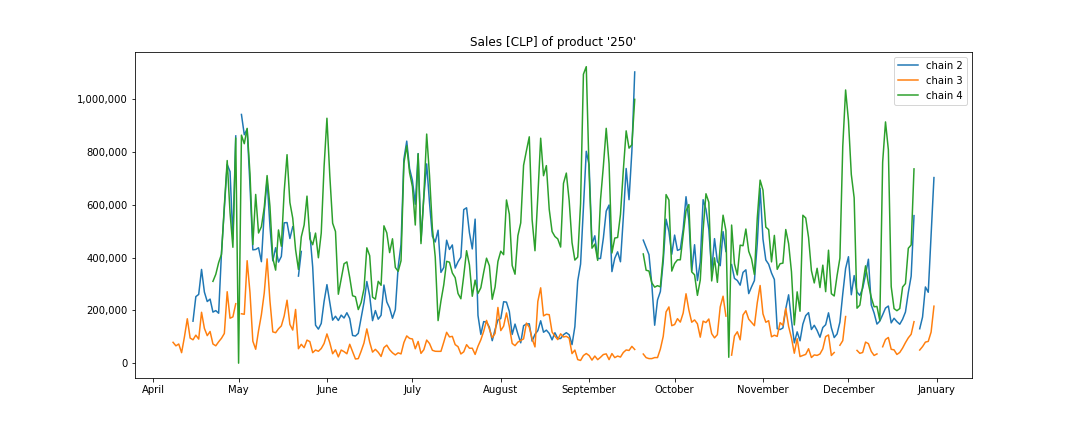 Sales [CLP] of product '250'
chain 2
chain 3
chain 4
1,000,000
800,000
600,000
400,000
200,000
0
April May June July August September October November December January